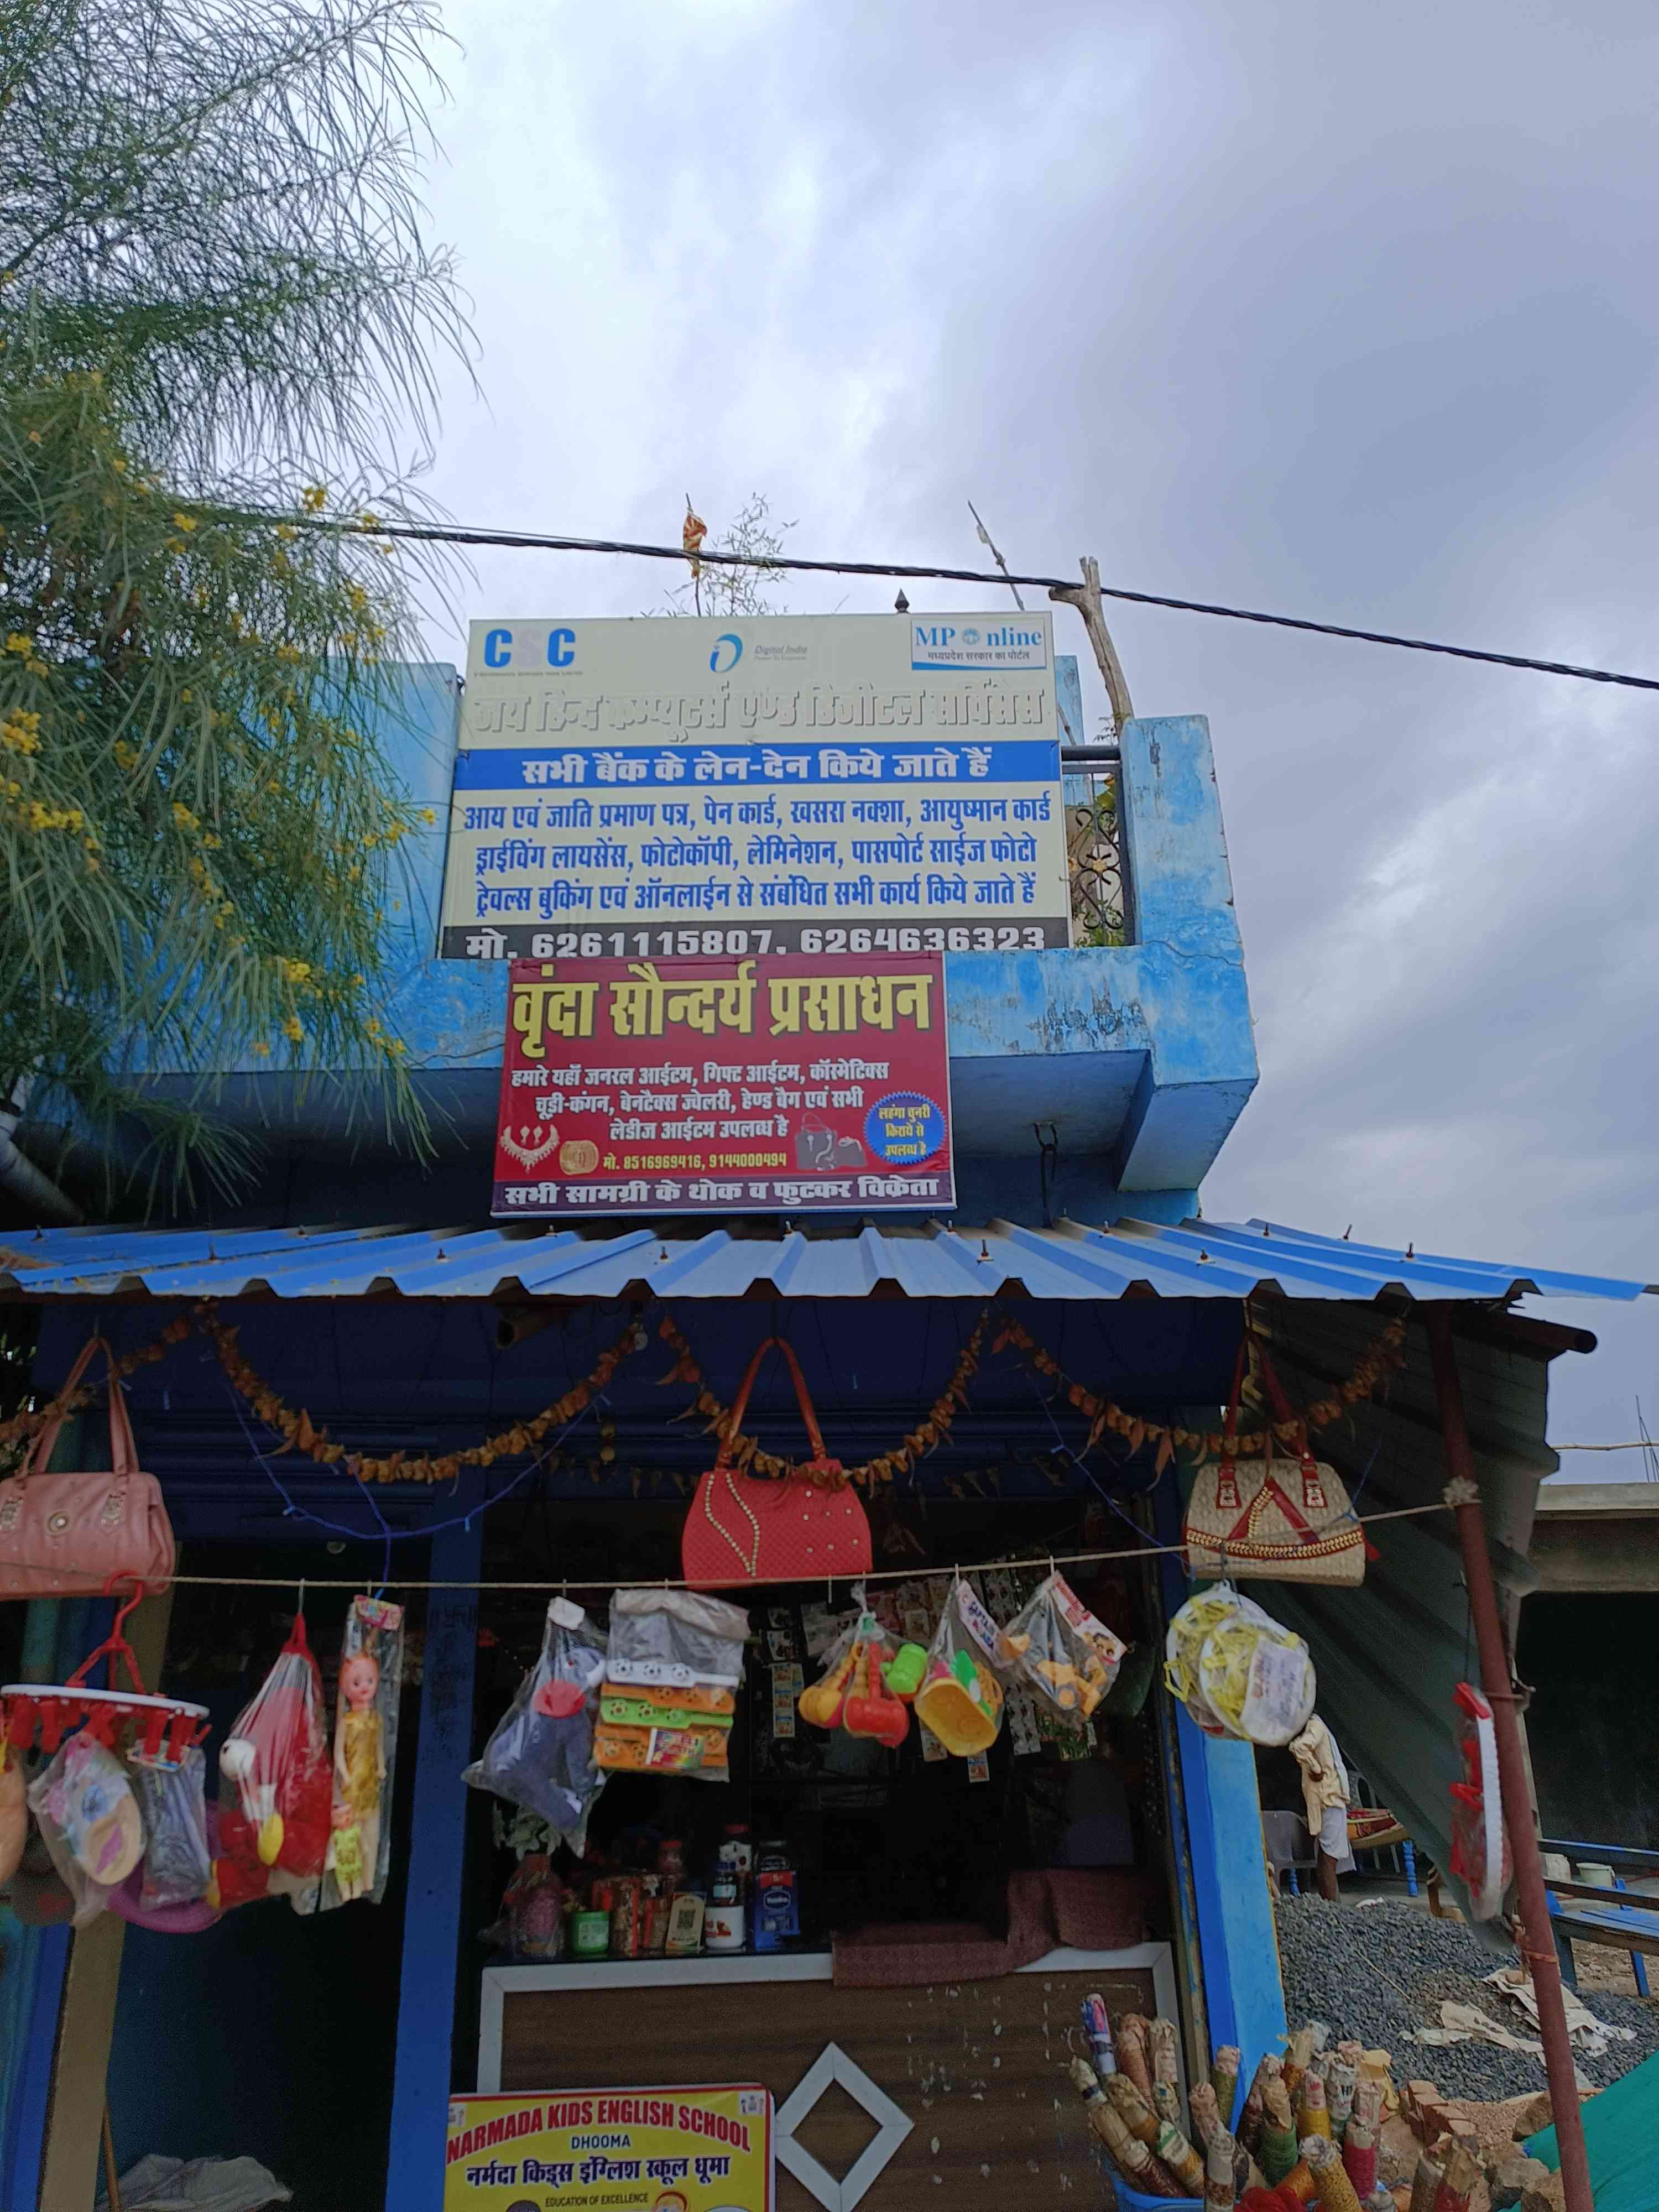 CSC
Digital India
Power To Empower
MP Online
मध्यप्रदेश सरकार का पोर्टल
जय हिन्द कम्प्यूटर्स एण्ड डिजीटल सर्विसेस
सभी बैंक के लेन-देन किये जाते हैं
आय एवं जाति प्रमाण पत्र, पेन कार्ड, खसरा नक्शा, आयुष्मान कार्ड
ड्राईविंग लायसेंस, फोटोकॉपी, लेमिनेशन, पासपोर्ट साईज फोटो
ट्रेवल्स बुकिंग एवं ऑनलाईन से संबंधित सभी कार्य किये जाते हैं
मो. 6261115807, 6264636323
वृंदा सौन्दर्य प्रसाधन
हमारे यहाँ जनरल आईटम, गिफ्ट आईटम, कॉस्मेटिक्स
चूड़ी-कंगन, बेनटैक्स ज्वेलरी, हेण्ड बैग एवं सभी
लेडीज आईटम उपलब्ध है
लहंगा चुनरी
किराये से
उपलब्ध है
मो. 8516969416, 9144000494
सभी सामग्री के थोक व फुटकर विक्रेता
NARMADA KIDS ENGLISH SCHOOL
DHOOMA
नर्मदा किड्स इंग्लिश स्कूल धूमा
EDUCATION OF EXCELLENCE